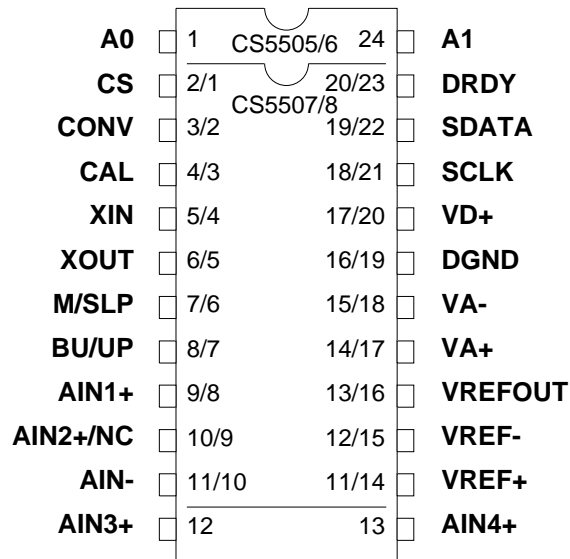 A0 1 CS5505/6 24 A1
CS 2/1 20/23 DRDY
CS5507/8
CONV 3/2 19/22 SDATA
CAL 4/3 18/21 SCLK
XIN 5/4 17/20 VD+
XOUT 6/5 16/19 DGND
M/SLP 7/6 15/18 VA-
BU/UP 8/7 14/17 VA+
AIN1+ 9/8 13/16 VREFOUT
AIN2+/NC 10/9 12/15 VREF-
AIN- 11/10 11/14 VREF+
AIN3+ 12 13 AIN4+